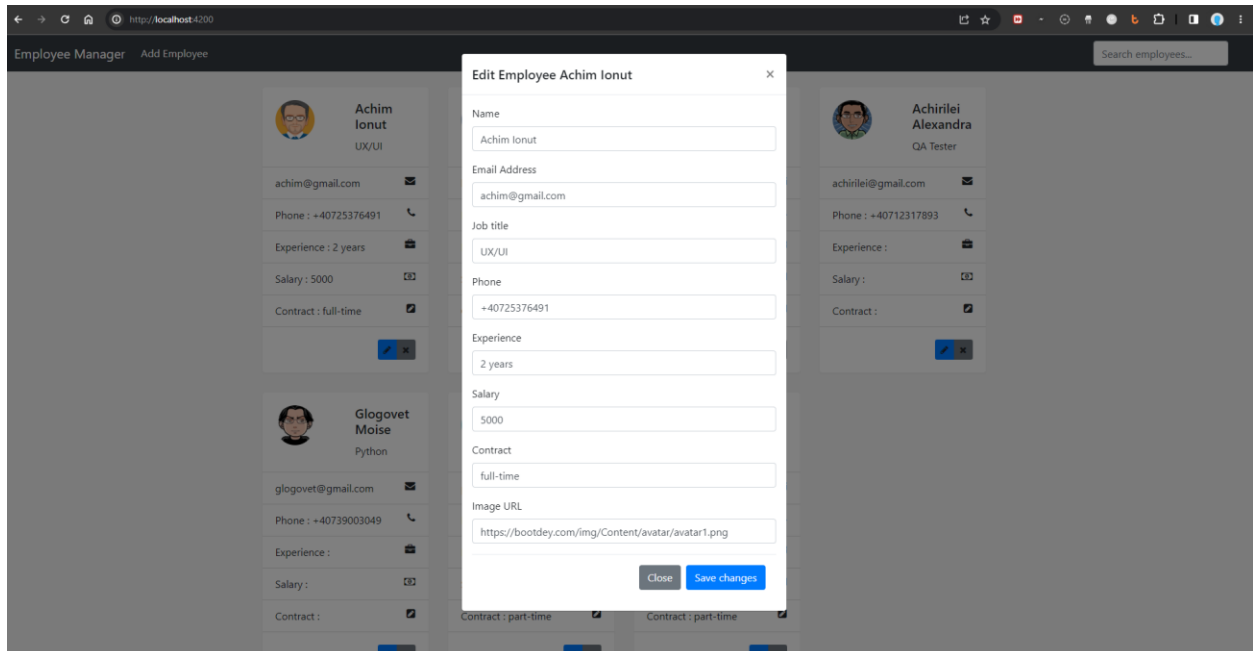 http://localhost:4200
Employee Manager Add Employee Search employees...
Edit Employee Achim Ionut ×
Name
Achim Ionut
Email Address
achim@gmail.com
Job title
UX/UI
Phone
+40725376491
Experience
2 years
Salary
5000
Contract
full-time
Image URL
https://bootdey.com/img/Content/avatar/avatar1.png
Close Save changes
Achim
Ionut
UX/UI
achim@gmail.com
Phone : +40725376491
Experience : 2 years
Salary : 5000
Contract : full-time
Achirilei
Alexandra
QA Tester
achirilei@gmail.com
Phone : +40712317893
Experience :
Salary :
Contract :
Glogovet
Moise
Python
glogovet@gmail.com
Phone : +40739003049
Experience :
Salary :
Contract :
Contract : part-time
Contract : part-time